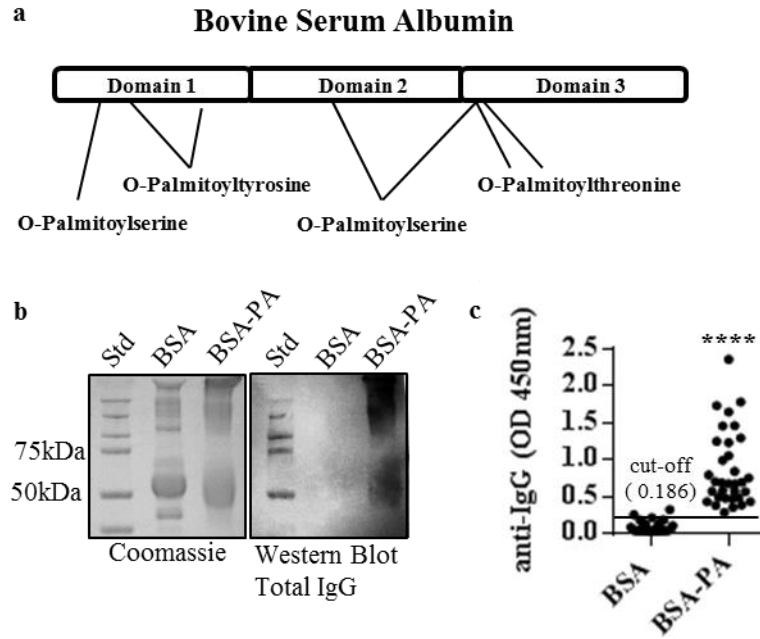 a
Bovine Serum Albumin
Domain 1 Domain 2 Domain 3
O-Palmitoyltyrosine O-Palmitoylthreonine
O-Palmitoylserine O-Palmitoylserine
b
Std BSA BSA-PA Std BSA BSA-PA
75kDa
50kDa
Coomassie Western Blot
Total IgG
c
****
2.5
2.0
1.5
1.0
0.5
0.0
anti-IgG (OD 450nm)
cut-off
( 0.186)
BSA BSA-PA